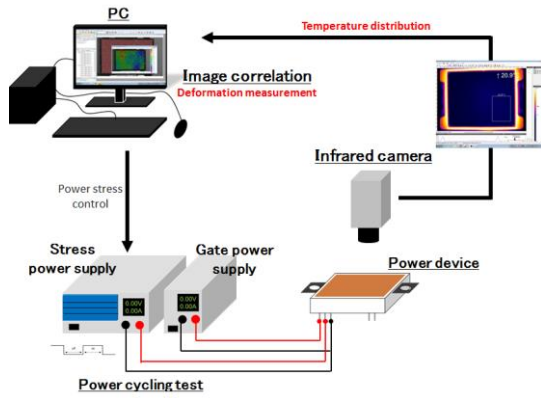 PC
Temperature distribution
Image correlation
Deformation measurement
Infrared camera
Power stress
control
Stress
power supply
Gate power
supply
Power device
0.00V
0.00A
0.00V
0.00A
Power cycling test